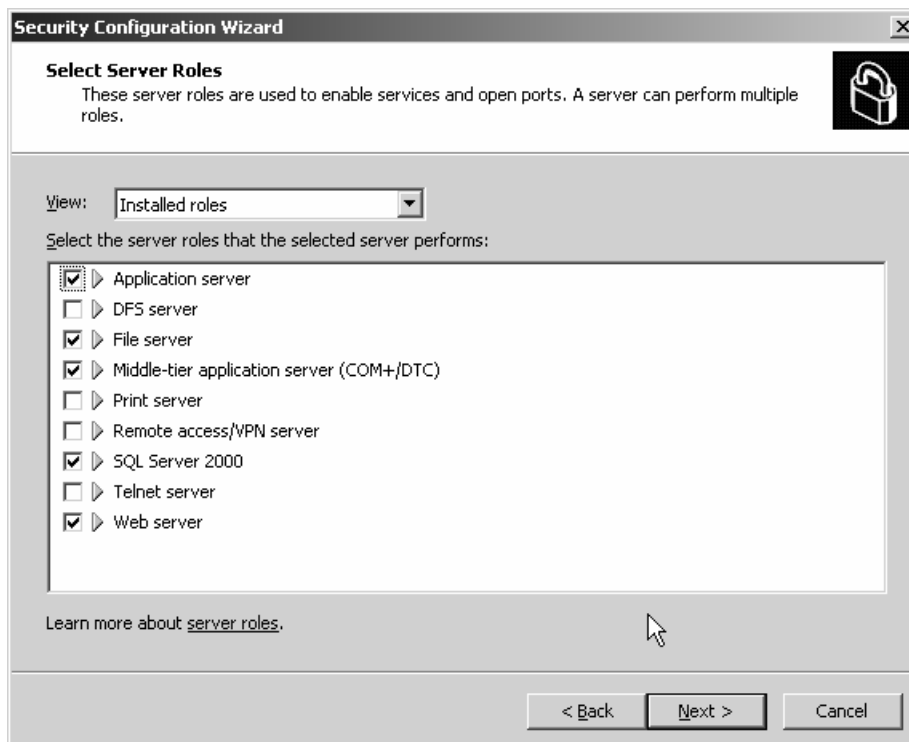 Security Configuration Wizard
Select Server Roles
These server roles are used to enable services and open ports. A server can perform multiple
roles.
View:
Installed roles
Select the server roles that the selected server performs:
Application server
DFS server
File server
Middle-tier application server (COM+/DTC)
Print server
Remote access/VPN server
SQL Server 2000
Telnet server
Web server
Learn more about server roles.
< Back
Next >
Cancel